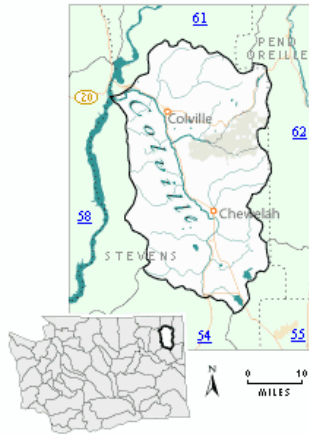 61
PEND
OREILLE
20
Colville
Colville
62
Chewelah
58
STEVENS
54
55
N
0 10
MILES